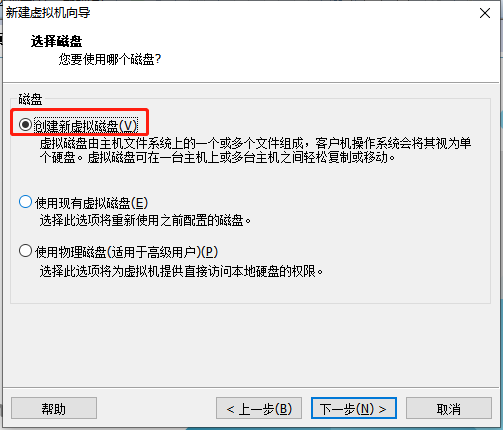 新建虚拟机向导
选择磁盘
您要使用哪个磁盘?
磁盘
创建新虚拟磁盘(V)
虚拟磁盘由主机文件系统上的一个或多个文件组成，客户机操作系统会将其视为单
个硬盘。虚拟磁盘可在一台主机上或多台主机之间轻松复制或移动。
使用现有虚拟磁盘(E)
选择此选项将重新使用之前配置的磁盘。
使用物理磁盘(适用于高级用户)(P)
选择此选项将为虚拟机提供直接访问本地硬盘的权限。
帮助 < 上一步(B) 下一步(N) > 取消